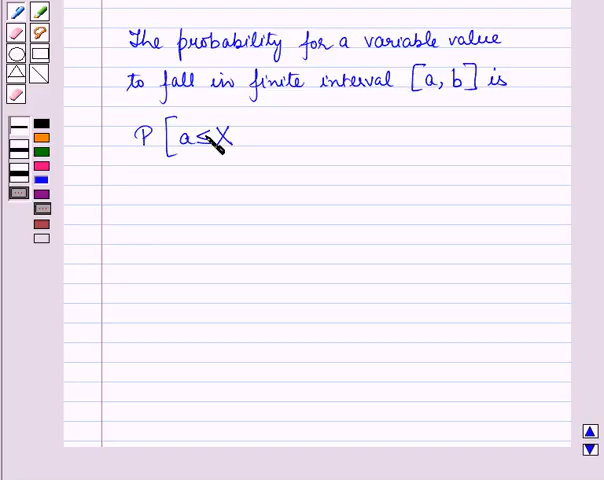 The probability for a variable value
to fall in finite interval [a, b] is
P [a≤X